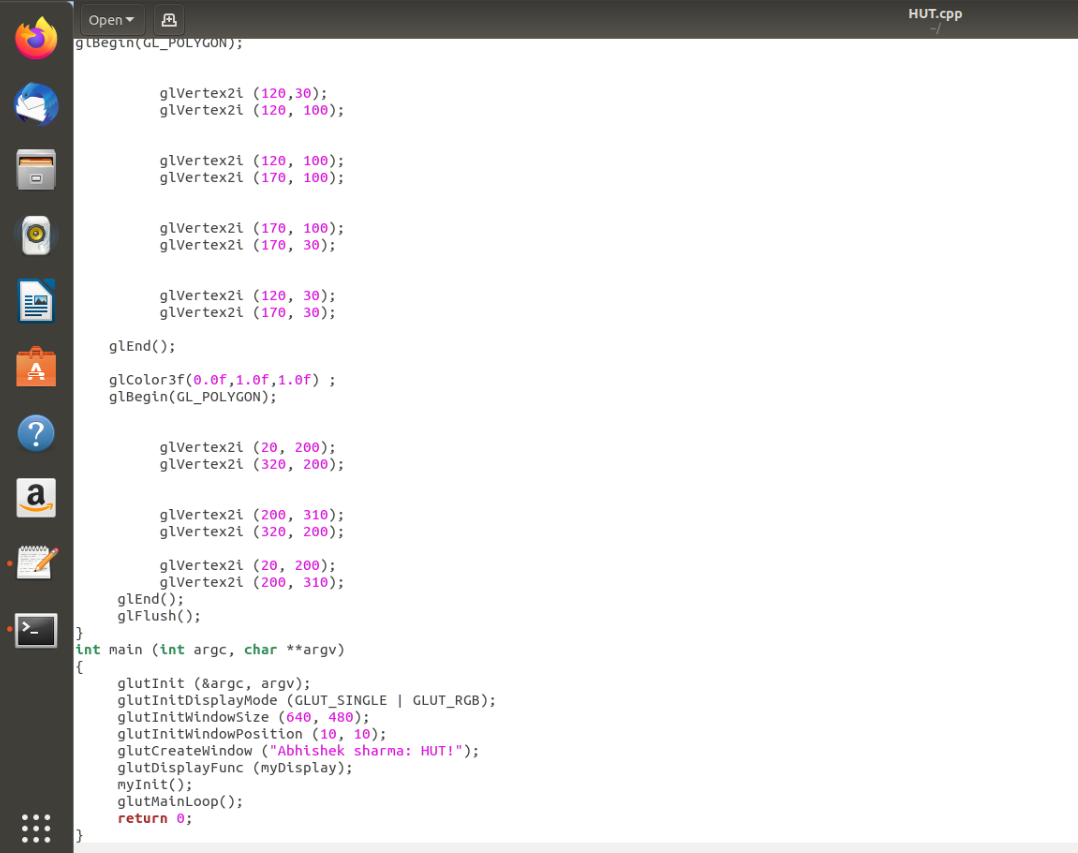 Open
HUT.cpp
~/
glBegin(GL_POLYGON);
glVertex2i (120,30);
glVertex2i (120, 100);
glVertex2i (120, 100);
glVertex2i (170, 100);
glVertex2i (170, 100);
glVertex2i (170, 30);
glVertex2i (120, 30);
glVertex2i (170, 30);
glEnd();
glColor3f(0.0f,1.0f,1.0f) ;
glBegin(GL_POLYGON);
glVertex2i (20, 200);
glVertex2i (320, 200);
glVertex2i (200, 310);
glVertex2i (320, 200);
glVertex2i (20, 200);
glVertex2i (200, 310);
glEnd();
glFlush();
}
int main (int argc, char **argv)
{
glutInit (&argc, argv);
glutInitDisplayMode (GLUT_SINGLE | GLUT_RGB);
glutInitWindowSize (640, 480);
glutInitWindowPosition (10, 10);
glutCreateWindow ("Abhishek sharma: HUT!");
glutDisplayFunc (myDisplay);
myInit();
glutMainLoop();
return 0;
}